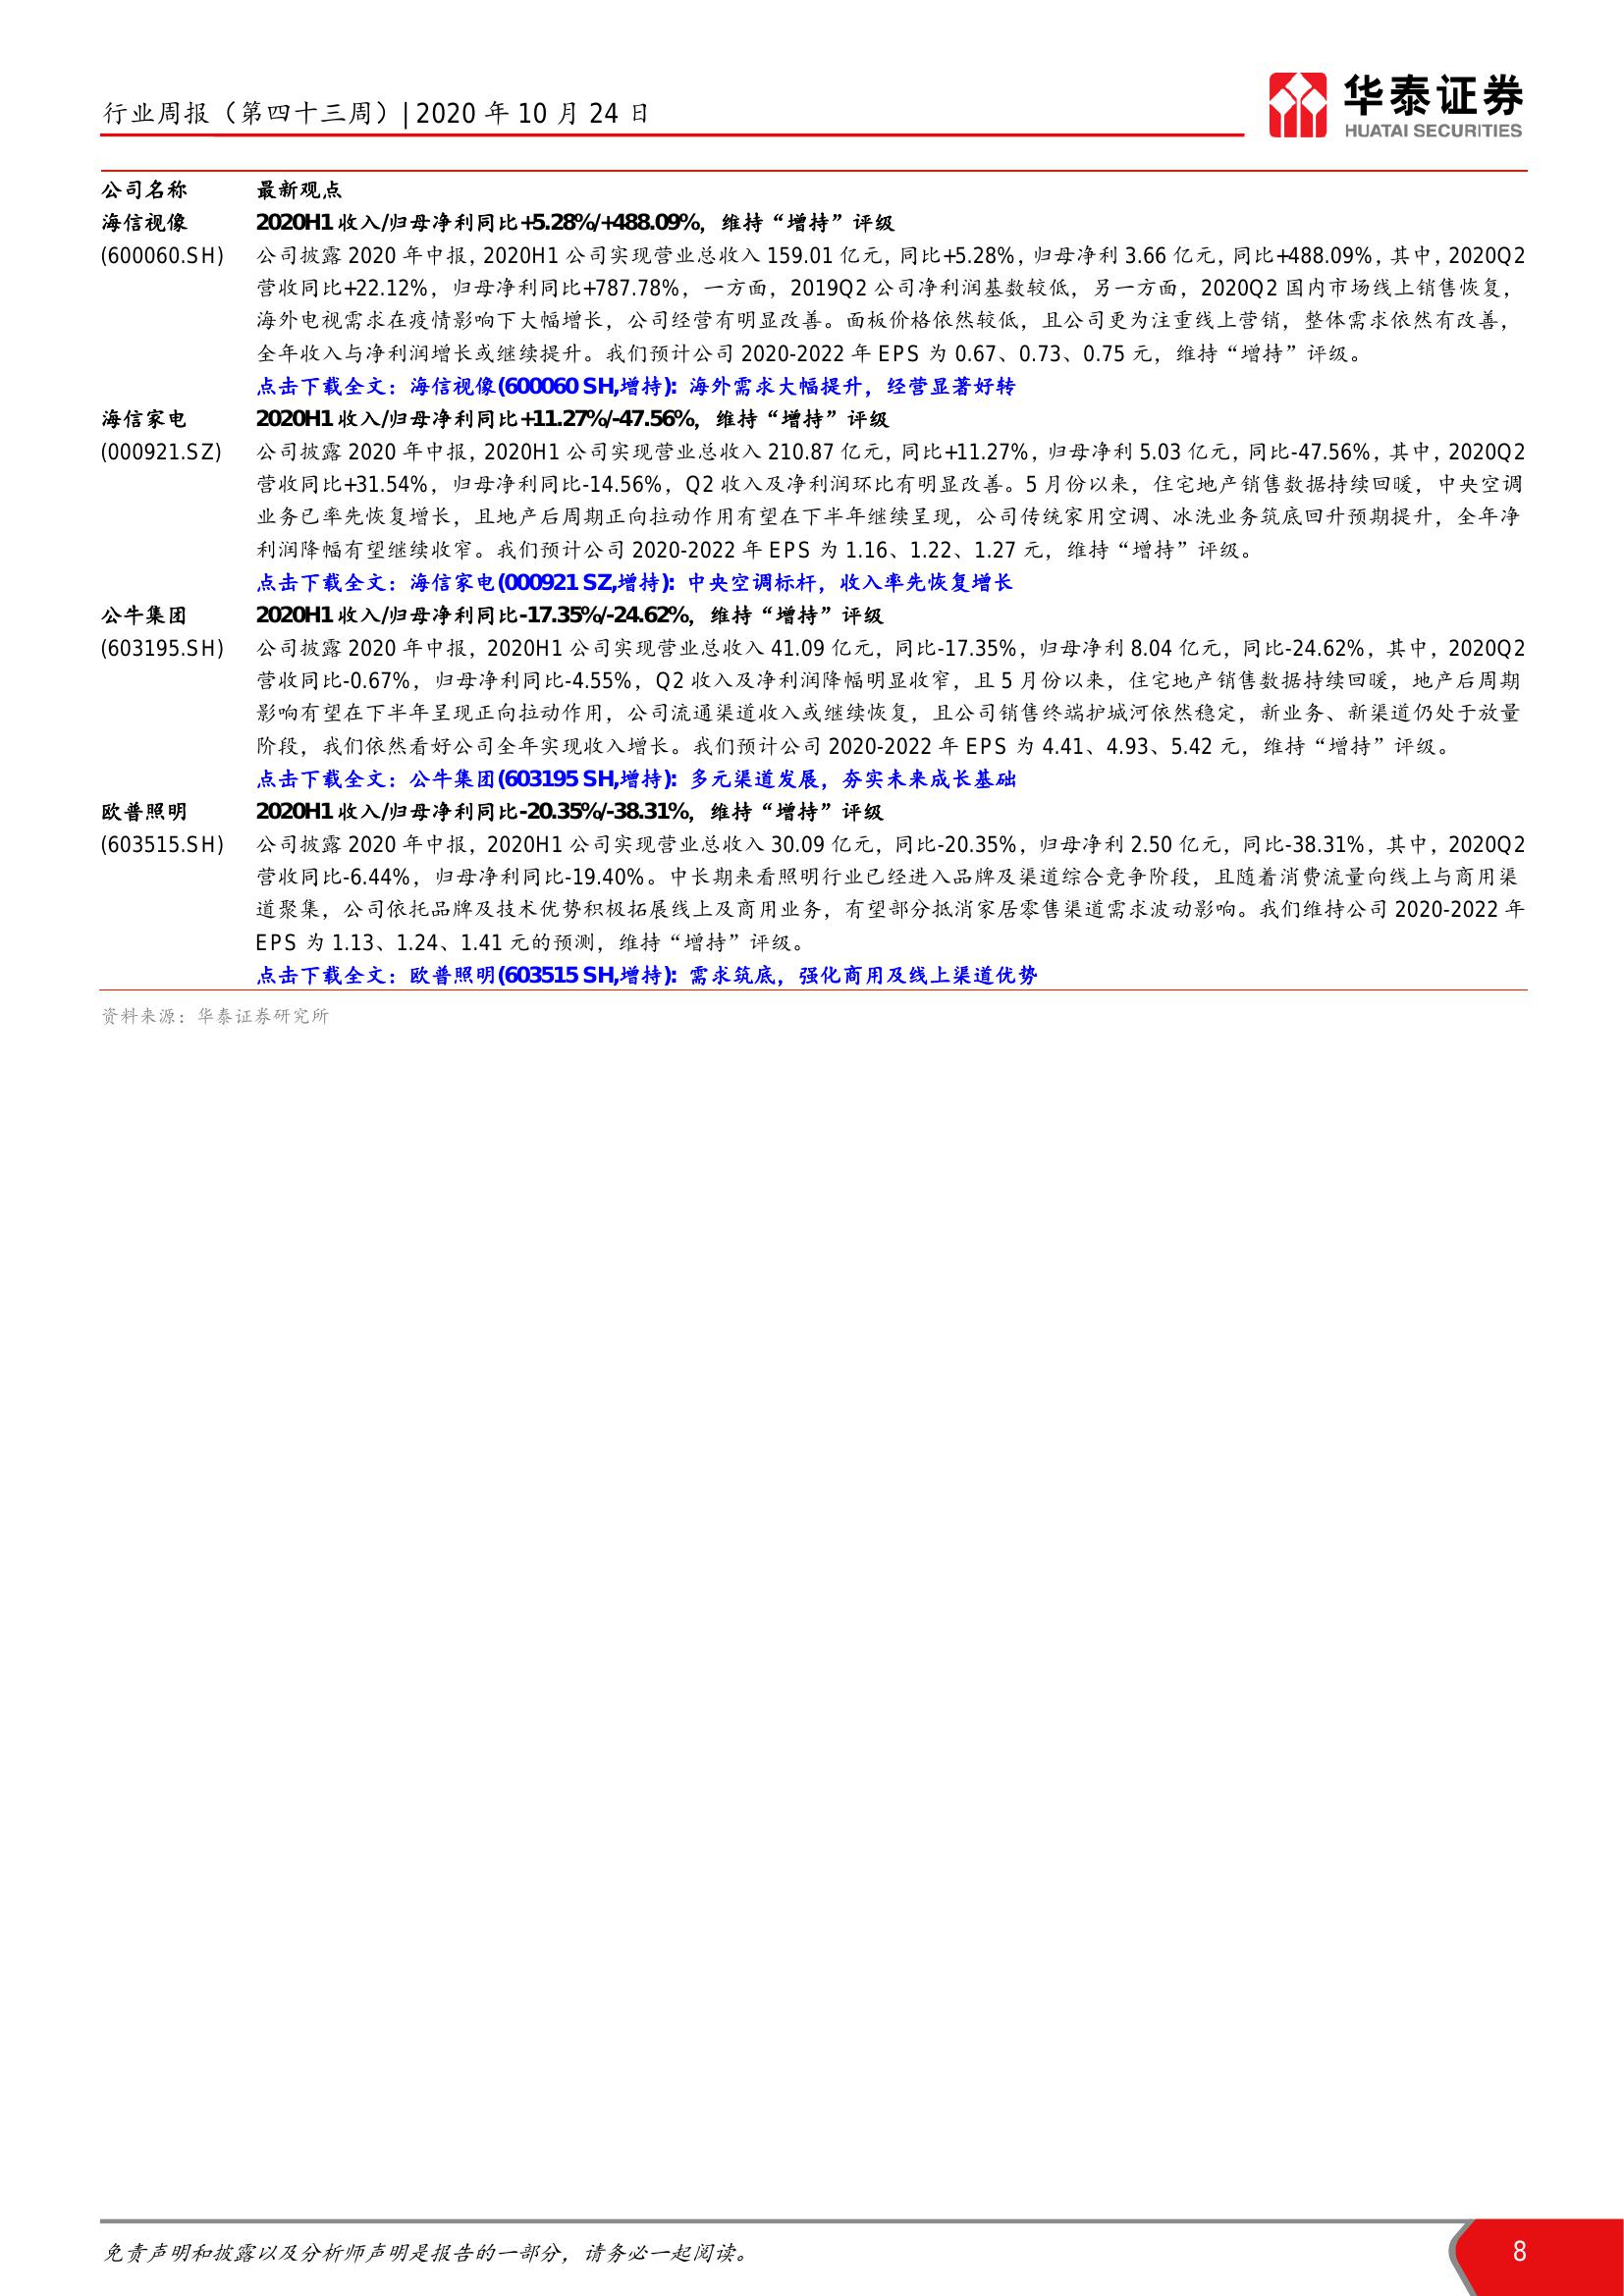 行业周报（第四十三周）| 2020 年 10 月 24 日
华泰证券
HUATAI SECURITIES
公司名称 最新观点
海信视像 2020H1 收入/归母净利同比+5.28%/+488.09%，维持“增持”评级
(600060.SH) 公司披露 2020 年中报，2020H1 公司实现营业总收入 159.01 亿元，同比+5.28%，归母净利 3.66 亿元，同比+488.09%，其中，2020Q2
营收同比+22.12%，归母净利同比+787.78%，一方面，2019Q2 公司净利润基数较低，另一方面，2020Q2 国内市场线上销售恢复，
海外电视需求在疫情影响下大幅增长，公司经营有明显改善。面板价格依然较低，且公司更为注重线上营销，整体需求依然有改善，
全年收入与净利润增长或继续提升。我们预计公司 2020-2022 年 EPS 为 0.67、0.73、0.75 元，维持“增持”评级。
点击下载全文：海信视像(600060 SH,增持)：海外需求大幅提升，经营显著好转
海信家电 2020H1 收入/归母净利同比+11.27%/-47.56%，维持“增持”评级
(000921.SZ) 公司披露 2020 年中报，2020H1 公司实现营业总收入 210.87 亿元，同比+11.27%，归母净利 5.03 亿元，同比-47.56%，其中，2020Q2
营收同比+31.54%，归母净利同比-14.56%，Q2 收入及净利润环比有明显改善。5 月份以来，住宅地产销售数据持续回暖，中央空调
业务已率先恢复增长，且地产后周期正向拉动作用有望在下半年继续呈现，公司传统家用空调、冰洗业务筑底回升预期提升，全年净
利润降幅有望继续收窄。我们预计公司 2020-2022 年 EPS 为 1.16、1.22、1.27 元，维持“增持”评级。
点击下载全文：海信家电(000921 SZ,增持)：中央空调标杆，收入率先恢复增长
公牛集团 2020H1 收入/归母净利同比-17.35%/-24.62%，维持“增持”评级
(603195.SH) 公司披露 2020 年中报，2020H1 公司实现营业总收入 41.09 亿元，同比-17.35%，归母净利 8.04 亿元，同比-24.62%，其中，2020Q2
营收同比-0.67%，归母净利同比-4.55%，Q2 收入及净利润降幅明显收窄，且 5 月份以来，住宅地产销售数据持续回暖，地产后周期
影响有望在下半年呈现正向拉动作用，公司流通渠道收入或继续恢复，且公司销售终端护城河依然稳定，新业务、新渠道仍处于放量
阶段，我们依然看好公司全年实现收入增长。我们预计公司 2020-2022 年 EPS 为 4.41、4.93、5.42 元，维持“增持”评级。
点击下载全文：公牛集团(603195 SH,增持)：多元渠道发展，夯实未来成长基础
欧普照明 2020H1 收入/归母净利同比-20.35%/-38.31%，维持“增持”评级
(603515.SH) 公司披露 2020 年中报，2020H1 公司实现营业总收入 30.09 亿元，同比-20.35%，归母净利 2.50 亿元，同比-38.31%，其中，2020Q2
营收同比-6.44%，归母净利同比-19.40%。中长期来看照明行业已经进入品牌及渠道综合竞争阶段，且随着消费流量向线上与商用渠
道聚集，公司依托品牌及技术优势积极拓展线上及商用业务，有望部分抵消家居零售渠道需求波动影响。我们维持公司 2020-2022 年
EPS 为 1.13、1.24、1.41 元的预测，维持“增持”评级。
点击下载全文：欧普照明(603515 SH,增持)：需求筑底，强化商用及线上渠道优势
资料来源：华泰证券研究所
免责声明和披露以及分析师声明是报告的一部分，请务必一起阅读。
8